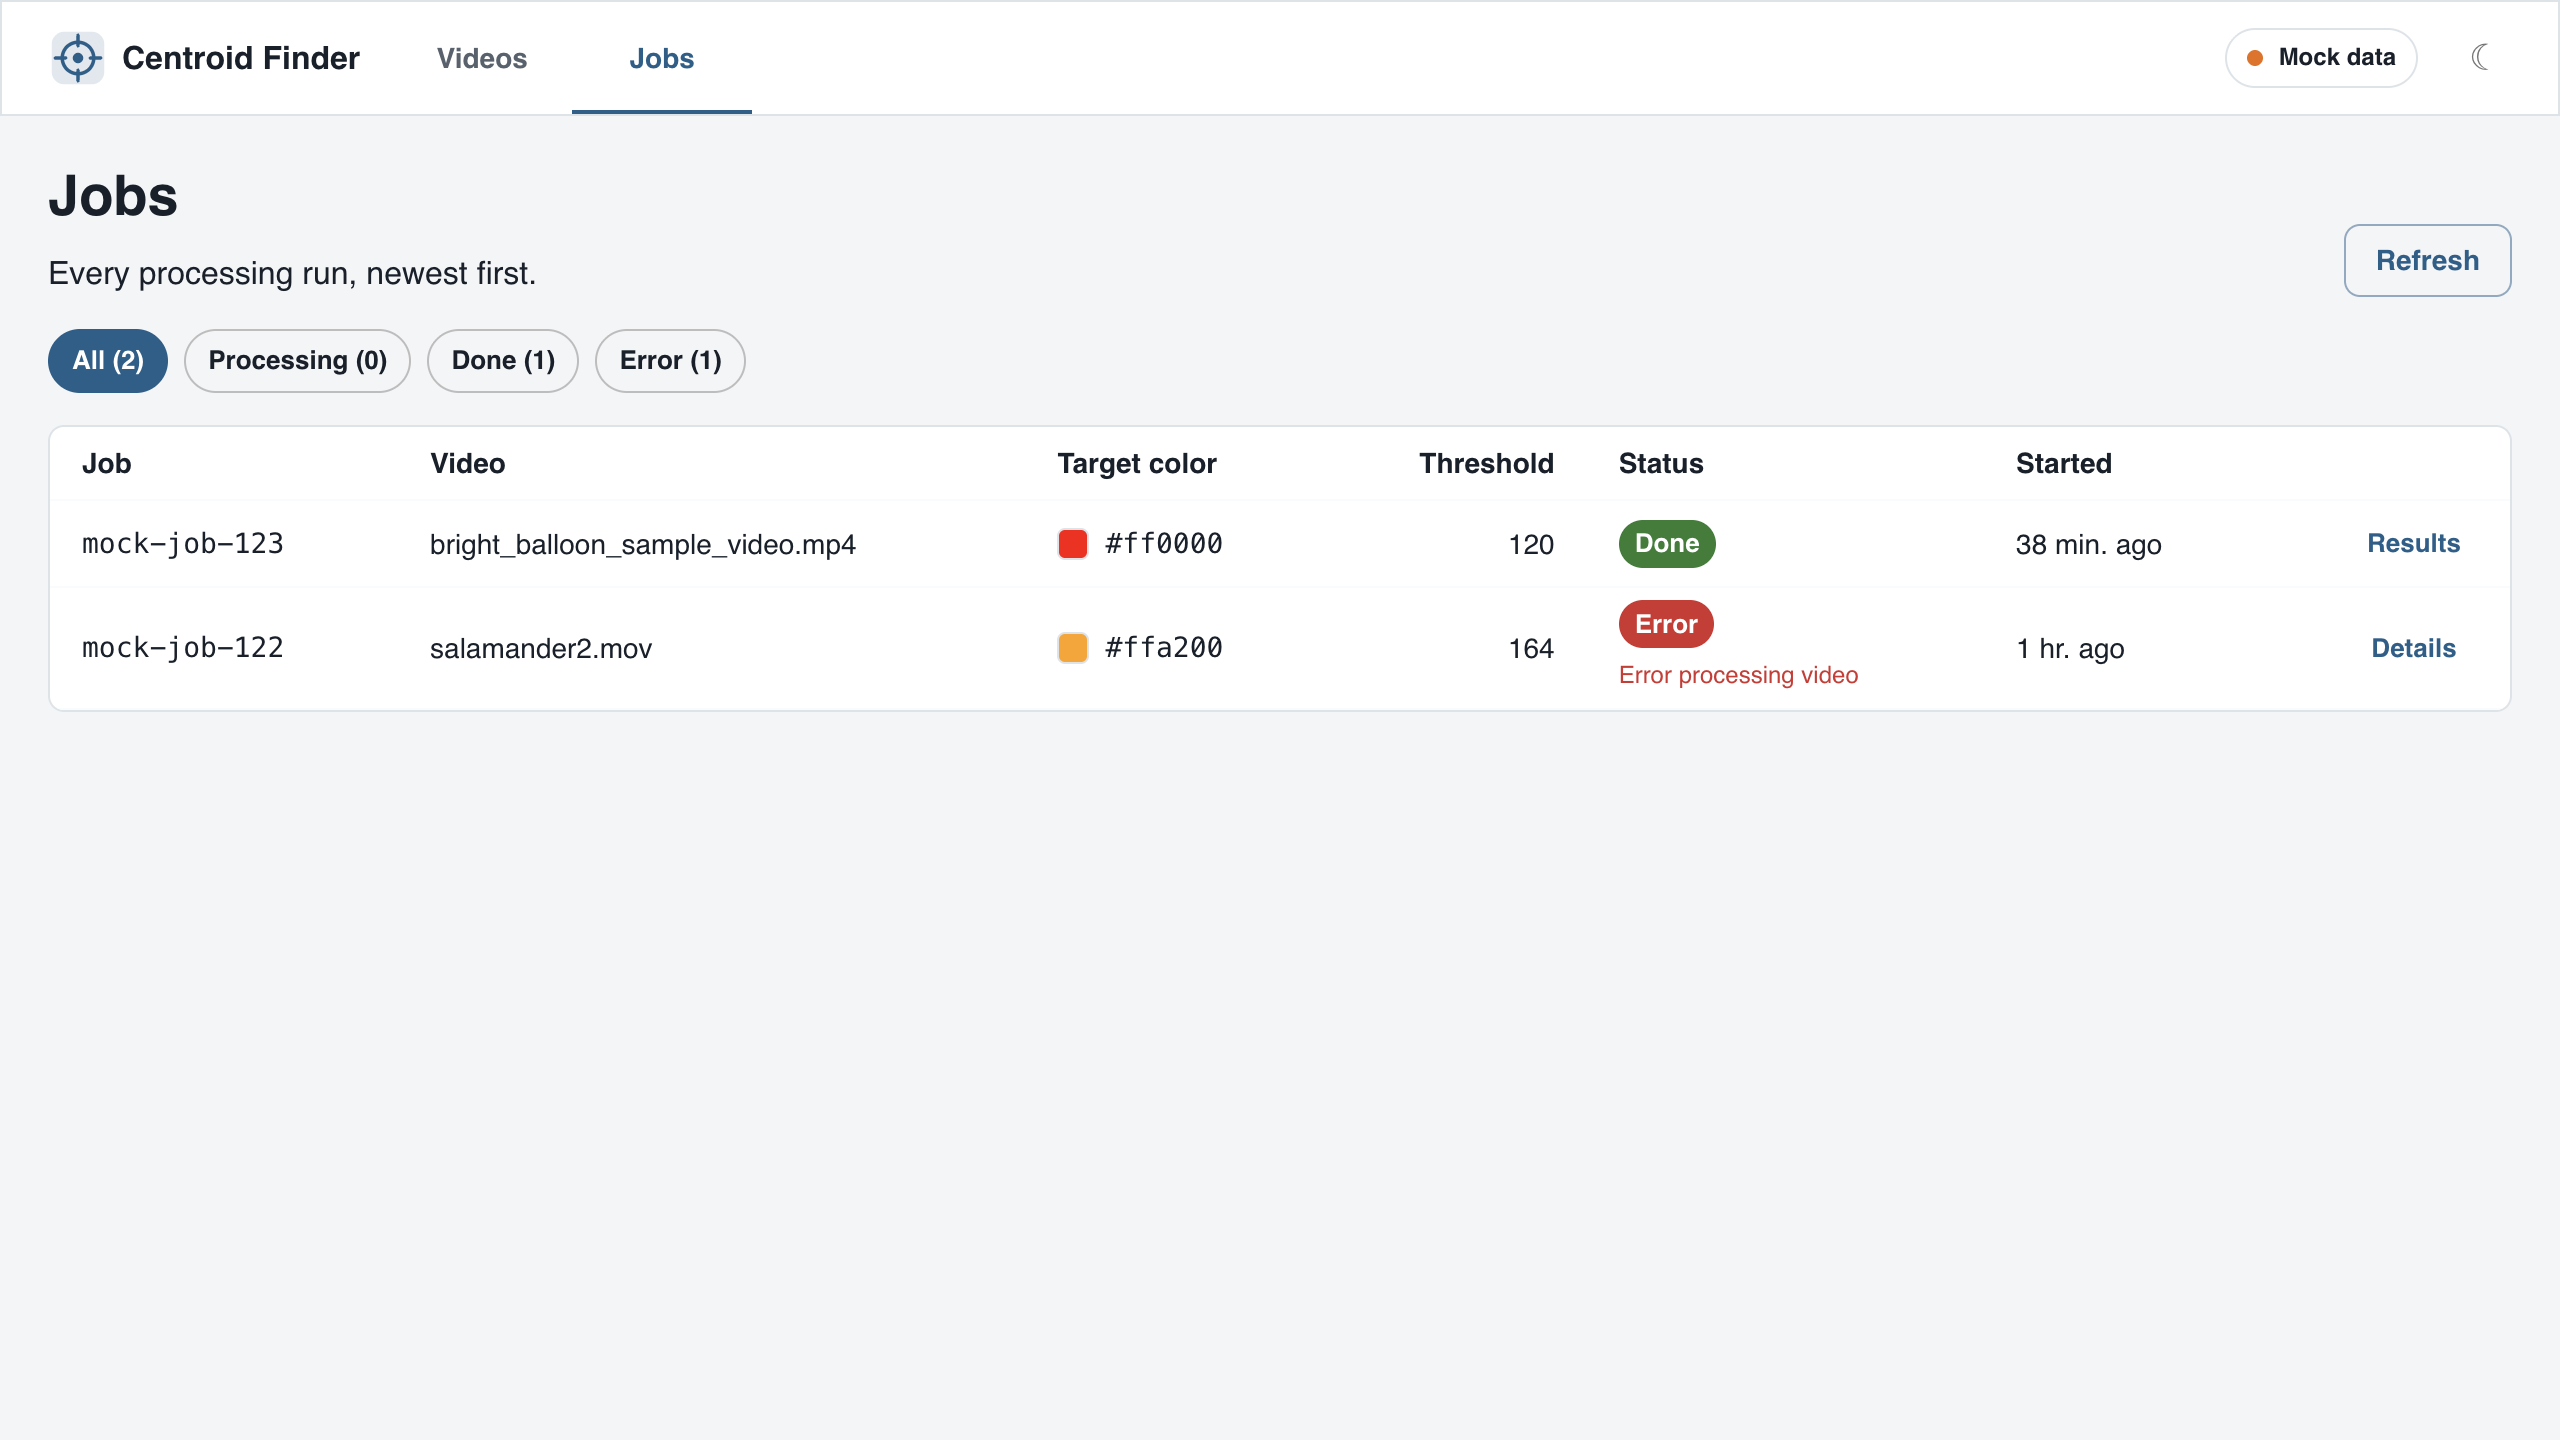 Centroid Finder Videos Jobs Mock data
Jobs
Every processing run, newest first.
Refresh
All (2) Processing (0) Done (1) Error (1)
Job Video Target color Threshold Status Started
mock-job-123 bright_balloon_sample_video.mp4 #ff0000 120 Done 38 min. ago Results
mock-job-122 salamander2.mov #ffa200 164 Error 1 hr. ago Details
Error processing video